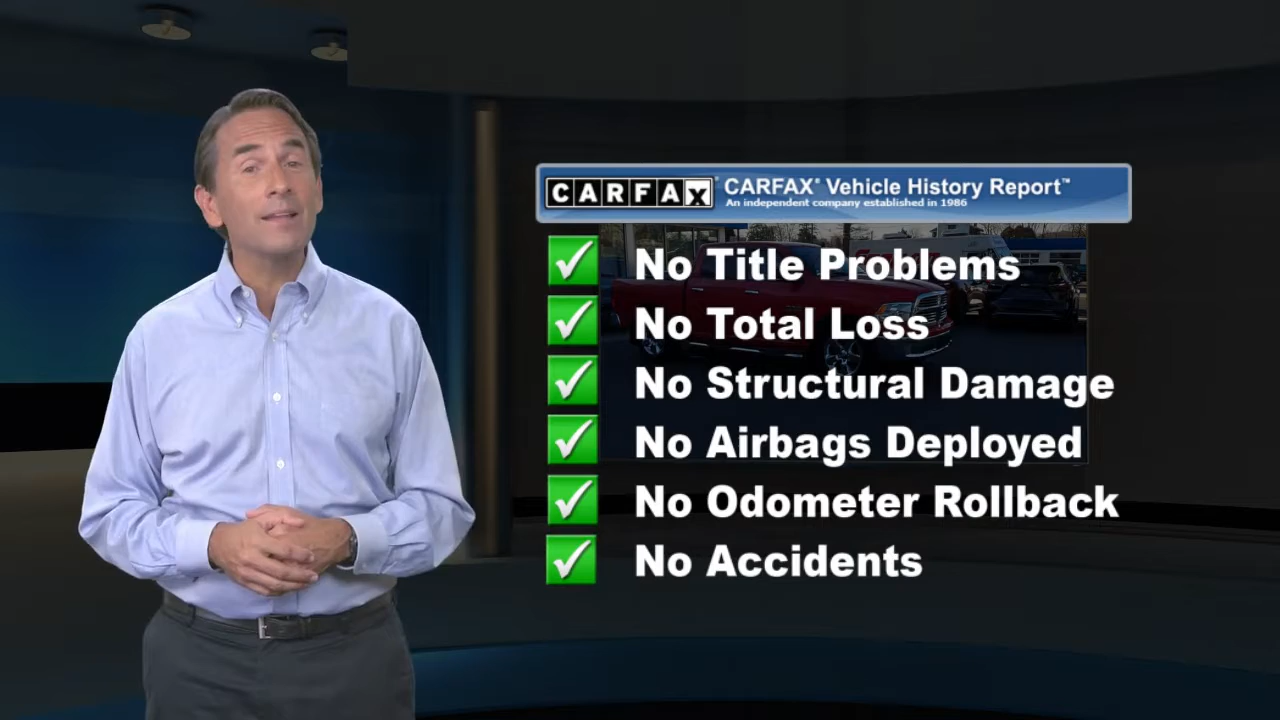 CARFAX® CARFAX® Vehicle History Report™
An independent company established in 1986
No Title Problems
No Total Loss
No Structural Damage
No Airbags Deployed
No Odometer Rollback
No Accidents